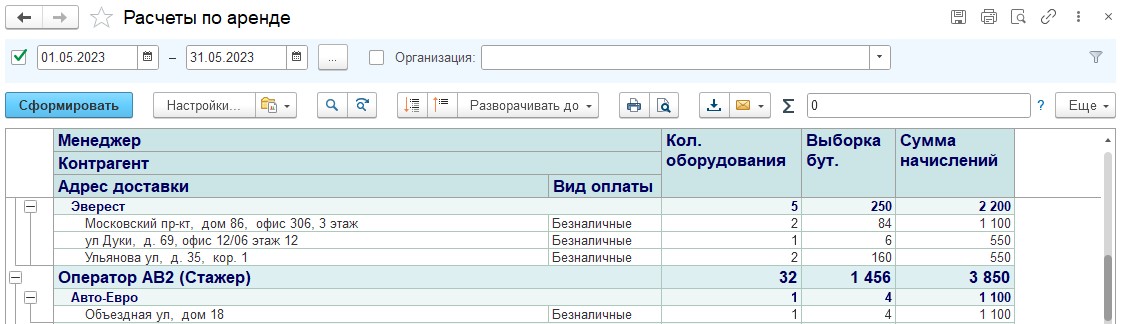 Расчеты по аренде
01.05.2023 – 31.05.2023 ... Организация:
Сформировать Настройки... Разворачивать до Σ 0 ? Еще
Менеджер Кол. оборудования Выборка бут. Сумма начислений
Контрагент
Адрес доставки Вид оплаты
Эверест 5 250 2 200
Московский пр-кт, дом 86, офис 306, 3 этаж Безналичные 2 84 1 100
ул Дуки, д. 69, офис 12/06 этаж 12 Безналичные 1 6 550
Ульянова ул, д. 35, кор. 1 Безналичные 2 160 550
Оператор АВ2 (Стажер) 32 1 456 3 850
Авто-Евро 1 4 1 100
Объездная ул, дом 18 Безналичные 1 4 1 100